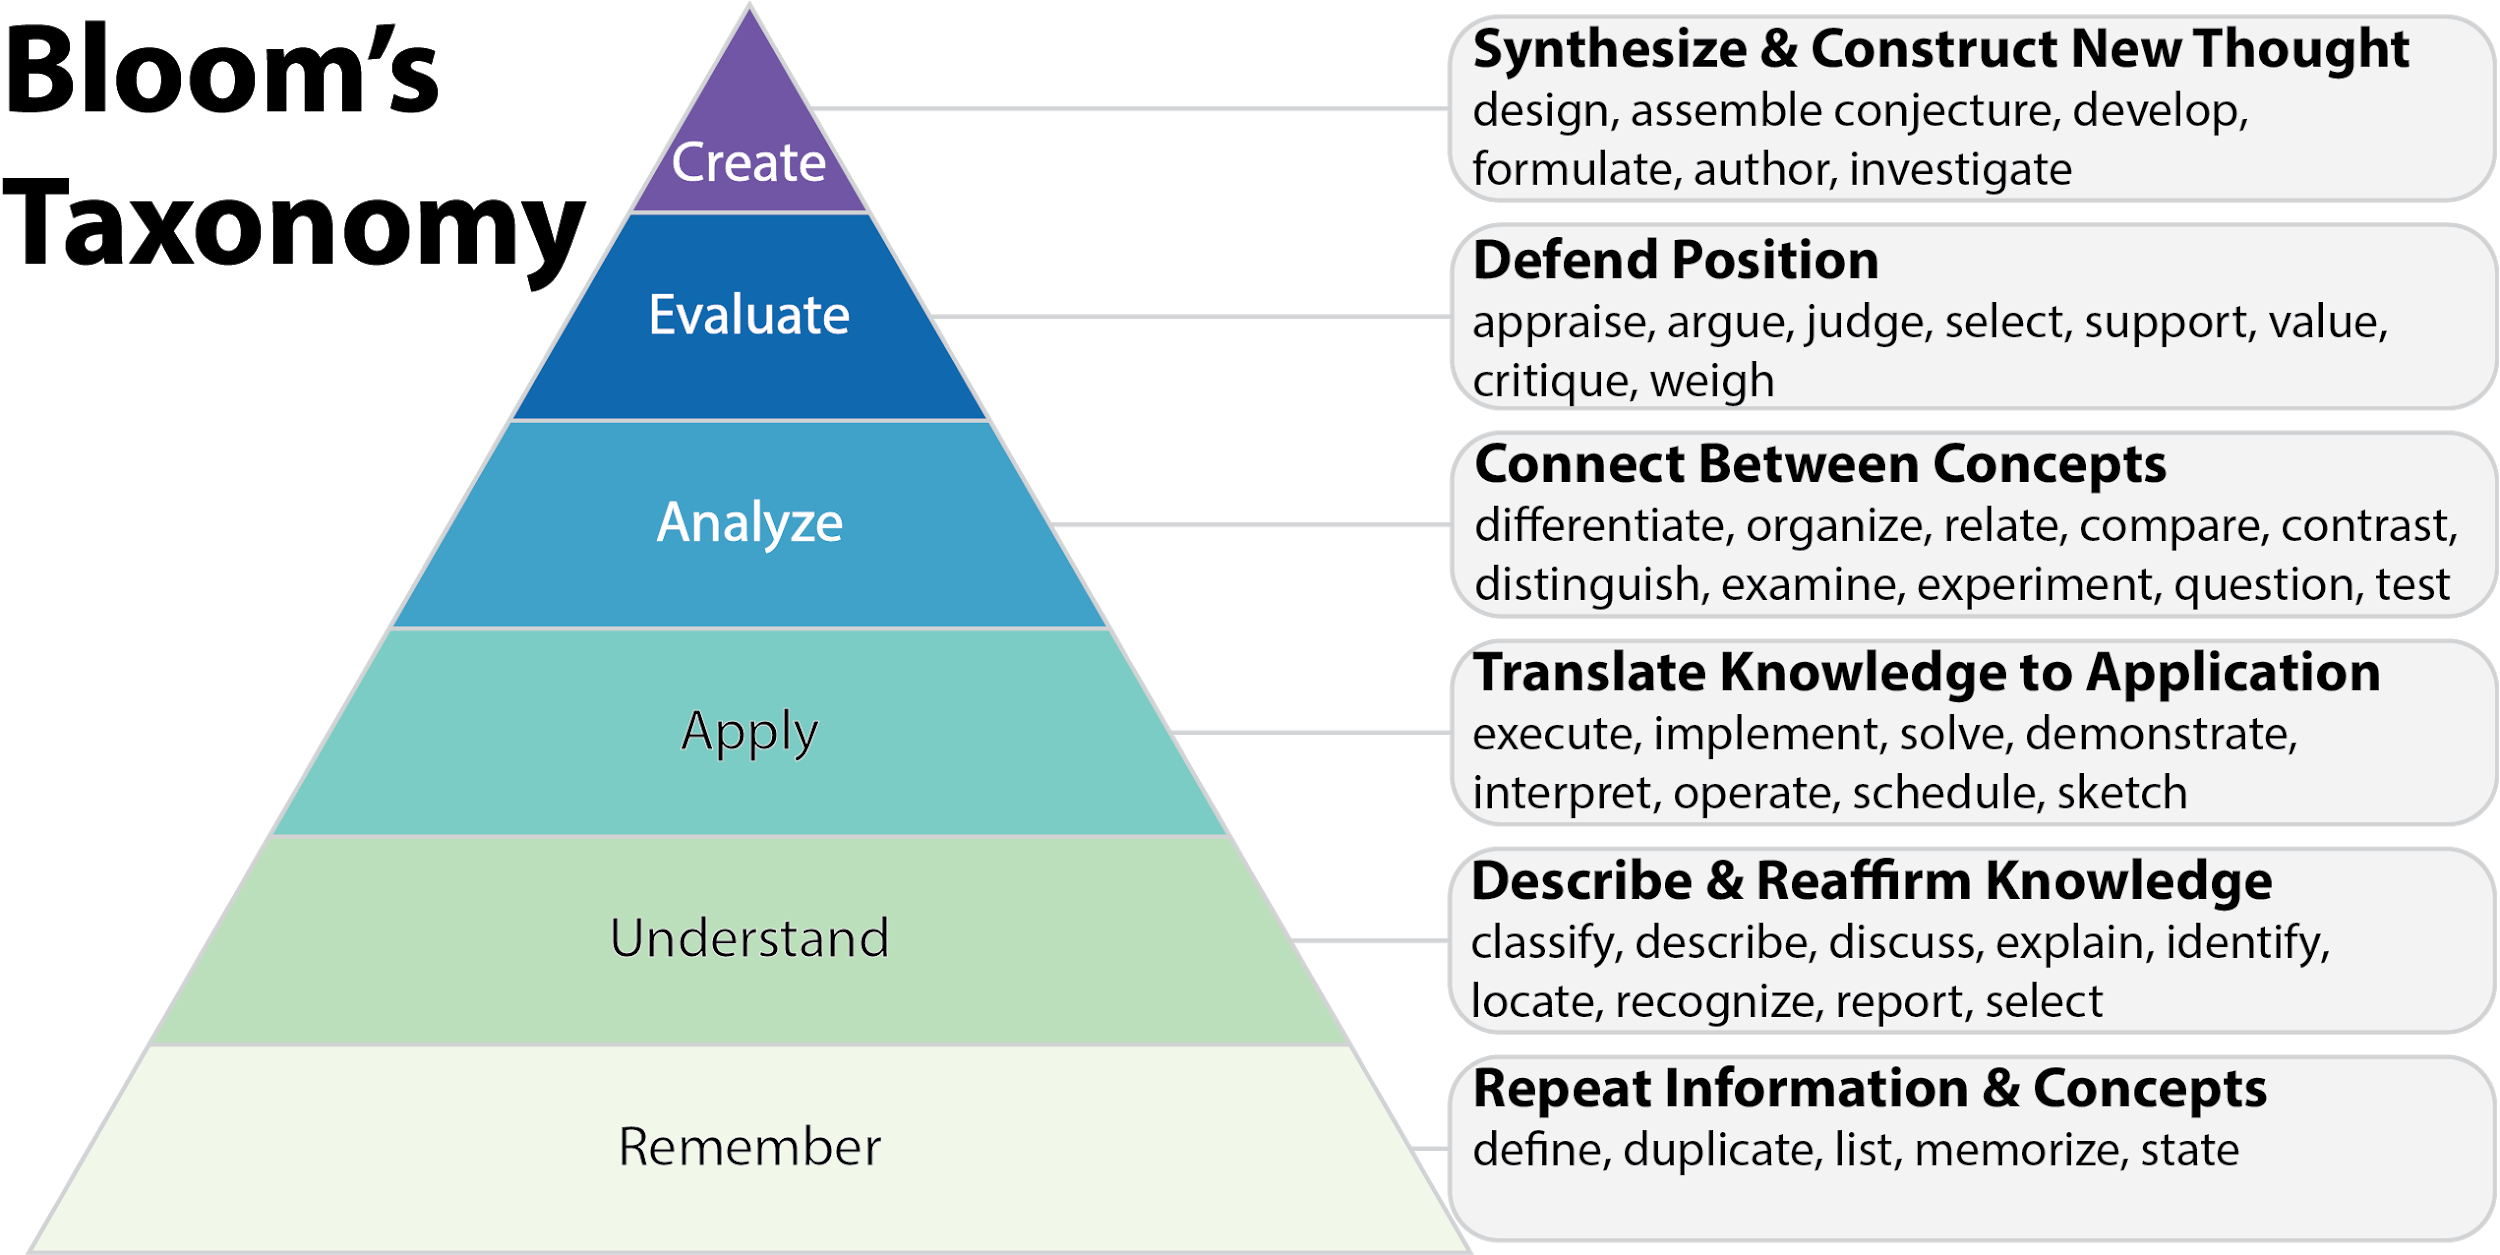 Bloom's
Taxonomy
Create
Synthesize & Construct New Thought
design, assemble conjecture, develop,
formulate, author, investigate
Evaluate
Defend Position
appraise, argue, judge, select, support, value,
critique, weigh
Analyze
Connect Between Concepts
differentiate, organize, relate, compare, contrast,
distinguish, examine, experiment, question, test
Apply
Translate Knowledge to Application
execute, implement, solve, demonstrate,
interpret, operate, schedule, sketch
Understand
Describe & Reaffirm Knowledge
classify, describe, discuss, explain, identify,
locate, recognize, report, select
Remember
Repeat Information & Concepts
define, duplicate, list, memorize, state